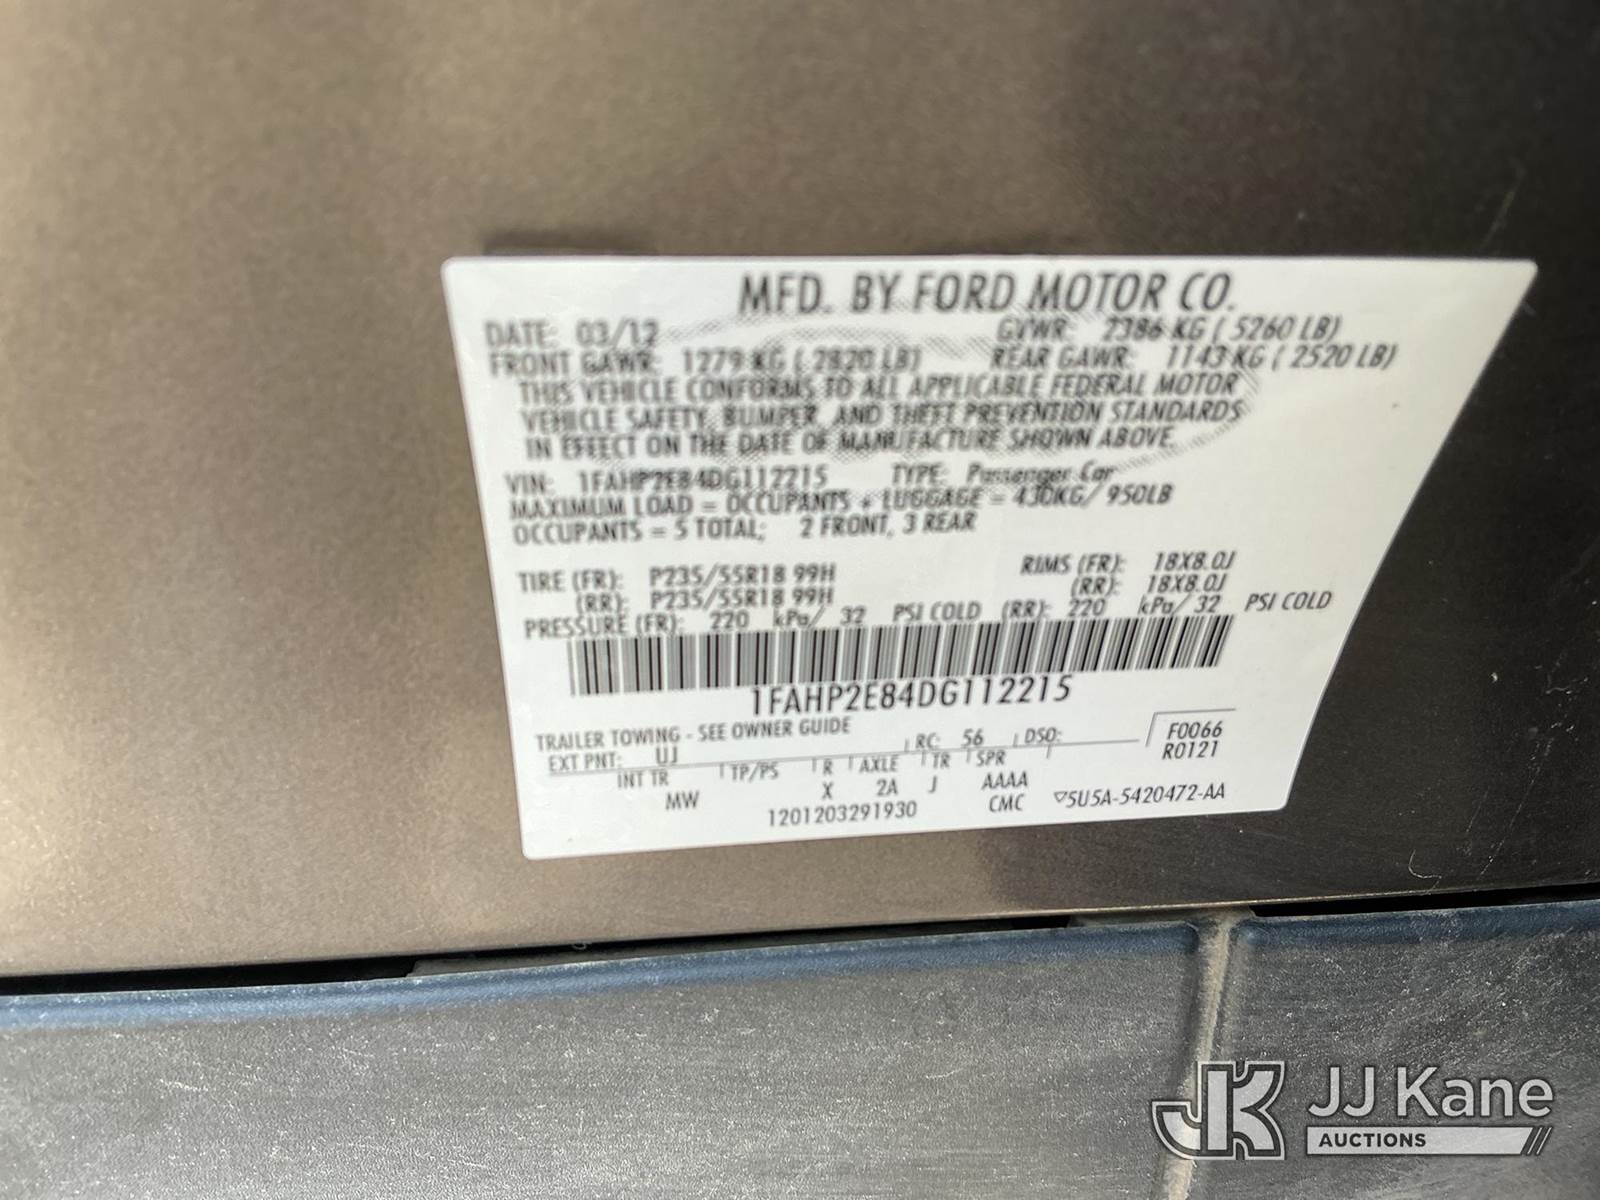 MFD. BY FORD MOTOR CO.
DATE: 03/12 GVWR: 2386 KG ( 5260 LB)
FRONT GAWR: 1279 KG ( 2820 LB) REAR GAWR: 1143 KG ( 2520 LB)
THIS VEHICLE CONFORMS TO ALL APPLICABLE FEDERAL MOTOR
VEHICLE SAFETY, BUMPER, AND THEFT PREVENTION STANDARDS
IN EFFECT ON THE DATE OF MANUFACTURE SHOWN ABOVE.
VIN: 1FAHP2E84DG112215 TYPE: Passenger Car
MAXIMUM LOAD = OCCUPANTS + LUGGAGE = 430KG/ 950LB
OCCUPANTS = 5 TOTAL; 2 FRONT, 3 REAR
TIRE (FR): P235/55R18 99H RIMS (FR): 18X8.0J
(RR): P235/55R18 99H (RR): 18X8.0J
PRESSURE (FR): 220 kPa/ 32 PSI COLD (RR): 220 kPa/ 32 PSI COLD
1FAHP2E84DG112215
TRAILER TOWING - SEE OWNER GUIDE
EXT PNT: UJ RC: 56 DSO: F0066
R0121
INT TR TP/PS R AXLE TR SPR
MW X 2A J AAAA
1201203291930 CMC ▽5U5A-5420472-AA
JK JJ Kane
AUCTIONS